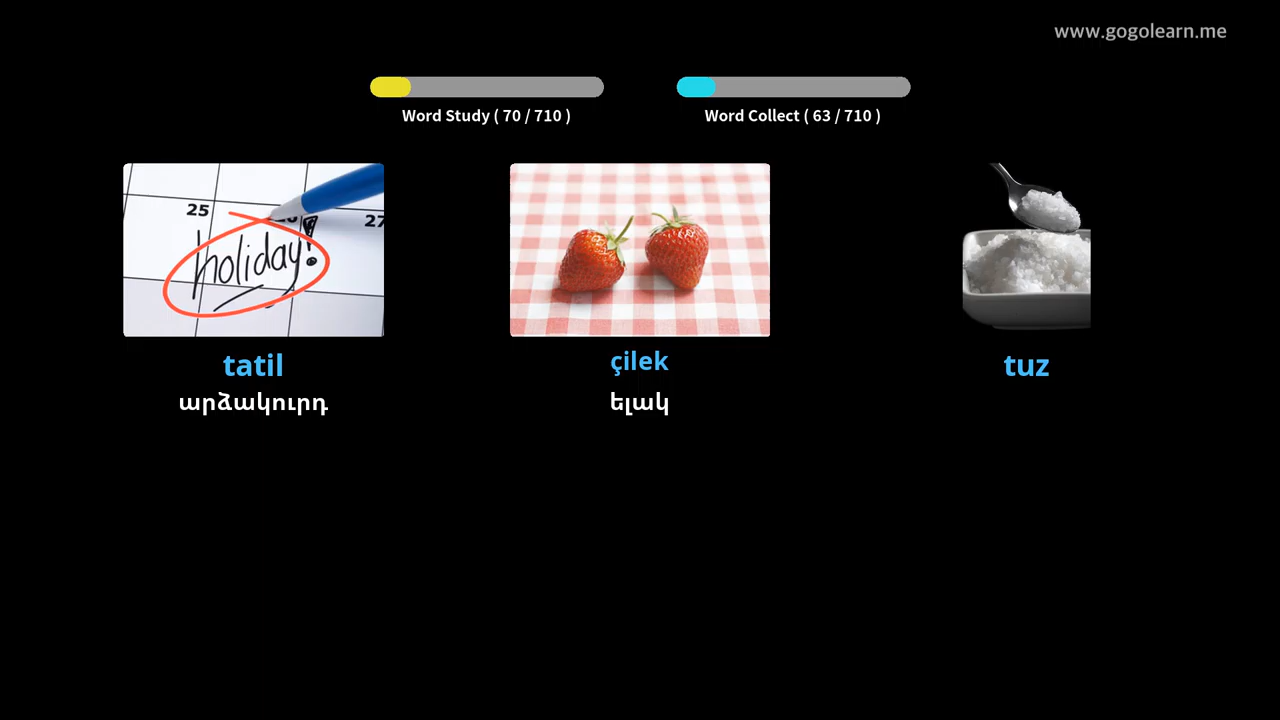 www.gogolearn.me
Word Study ( 70 / 710 )
Word Collect ( 63 / 710 )
25
27
holiday!
tatil
արձակուրդ
çilek
ելակ
tuz